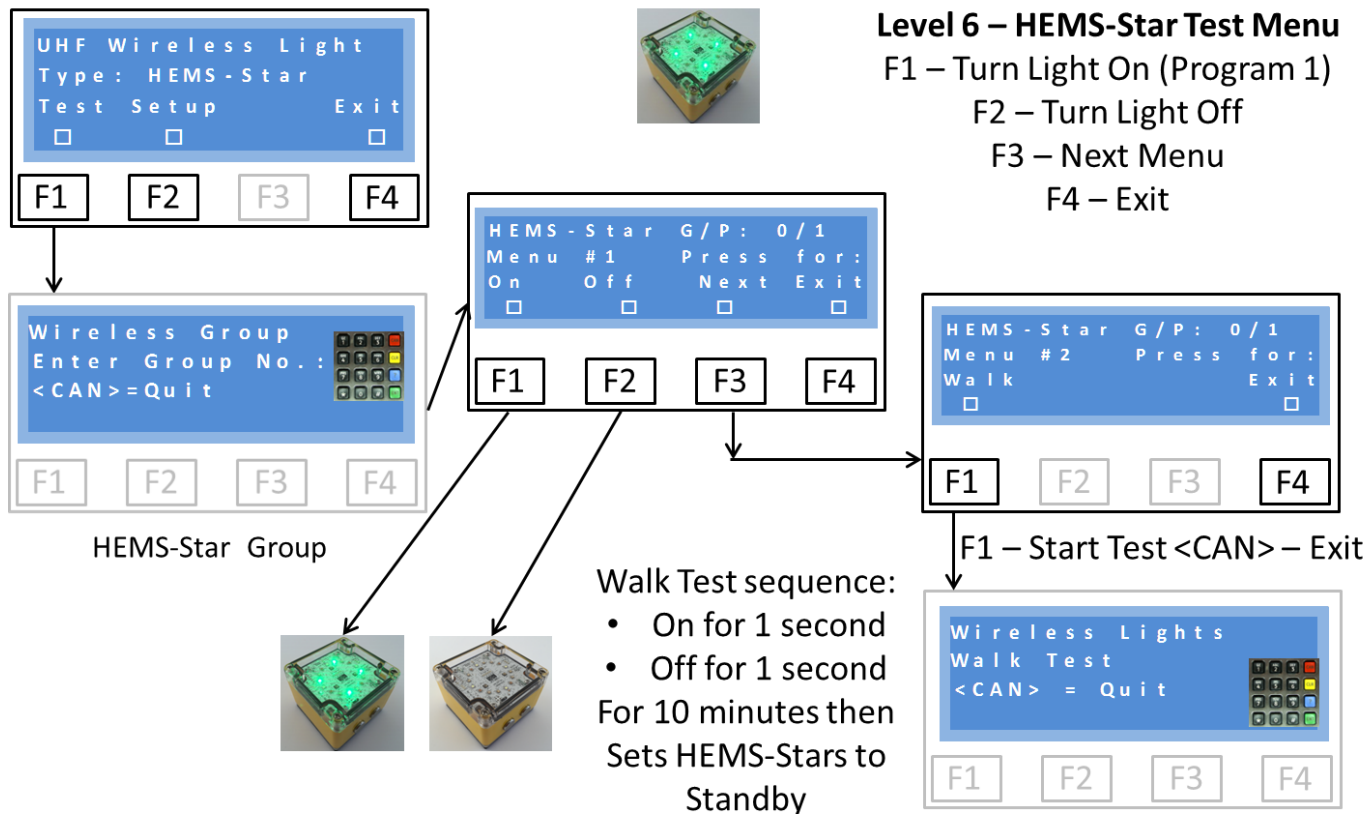 UHF Wireless Light
Type: HEMS-Star
Test Setup Exit
F1 F2 F3 F4
Level 6 – HEMS-Star Test Menu
F1 – Turn Light On (Program 1)
F2 – Turn Light Off
F3 – Next Menu
F4 – Exit
Wireless Group
Enter Group No.:
<CAN>=Quit
F1 F2 F3 F4
HEMS-Star Group
HEMS-Star G/P: 0/1
Menu #1 Press for:
On Off Next Exit
F1 F2 F3 F4
HEMS-Star G/P: 0/1
Menu #2 Press for:
Walk Exit
F1 F2 F3 F4
F1 – Start Test <CAN> – Exit
Walk Test sequence:
• On for 1 second
• Off for 1 second
For 10 minutes then
Sets HEMS-Stars to
Standby
Wireless Lights
Walk Test
<CAN> = Quit
F1 F2 F3 F4